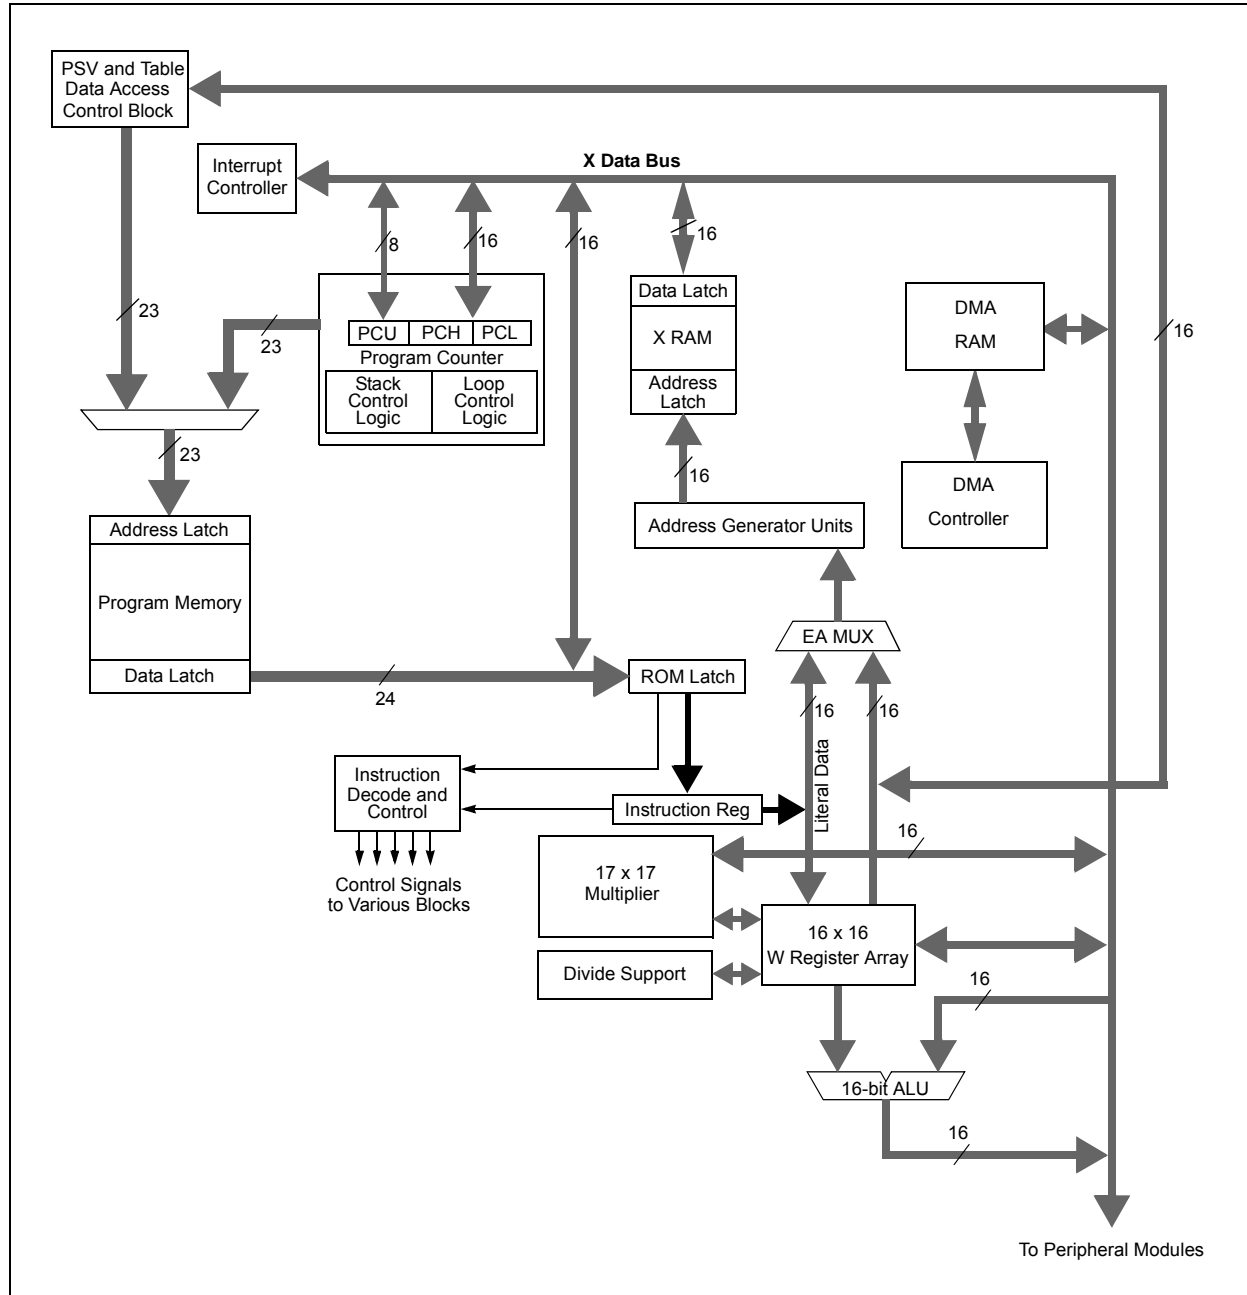 PSV and Table
Data Access
Control Block
Interrupt
Controller
X Data Bus
8
16
16
16
23
23
16
PCU
PCH
PCL
Program Counter
Stack
Control
Logic
Loop
Control
Logic
Data Latch
X RAM
Address
Latch
DMA
RAM
23
16
DMA
Controller
Address Generator Units
Address Latch
Program Memory
Data Latch
24
EA MUX
ROM Latch
16
16
Literal Data
Instruction
Decode and
Control
Instruction Reg
Control Signals
to Various Blocks
17 x 17
Multiplier
16
16 x 16
W Register Array
Divide Support
16
16-bit ALU
16
To Peripheral Modules